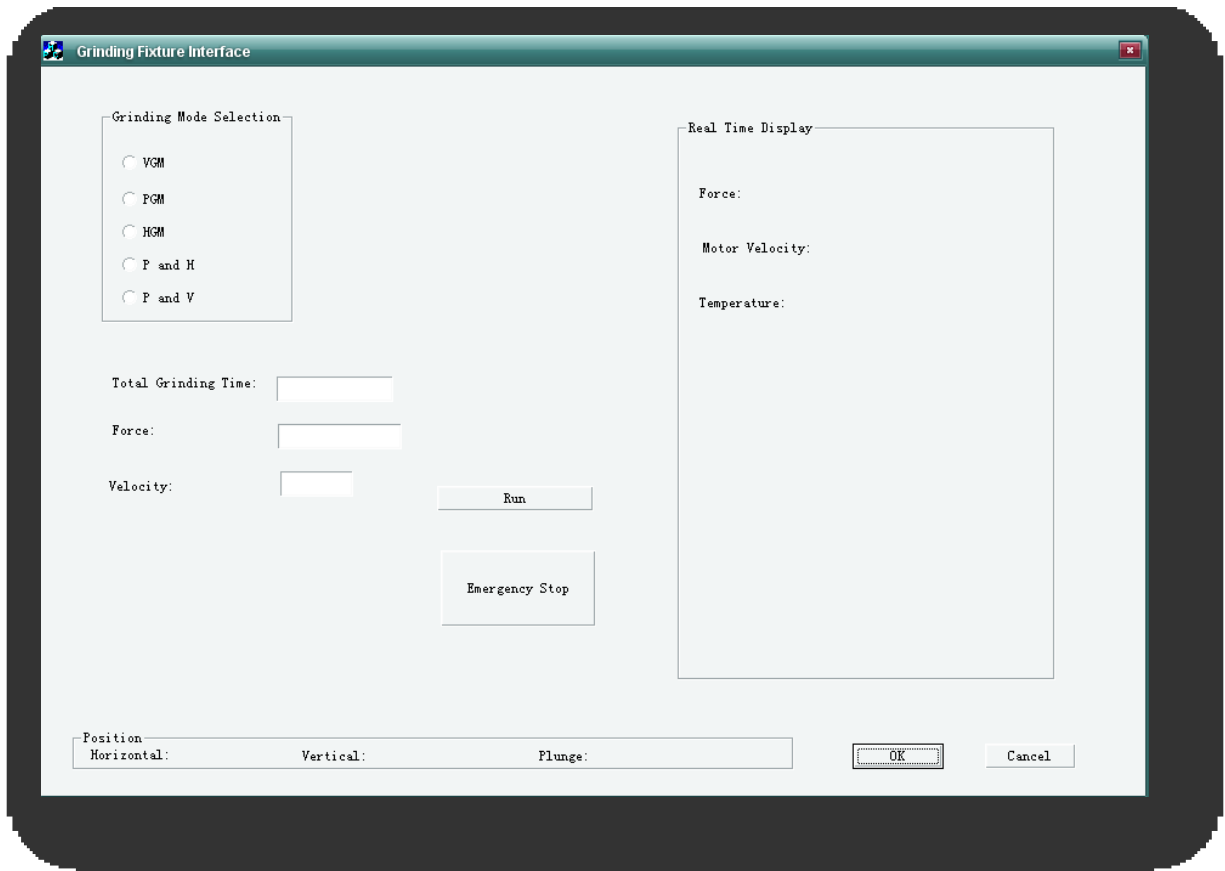 Grinding Fixture Interface
Grinding Mode Selection
VGM
PGM
HGM
P and H
P and V
Total Grinding Time:
Force:
Velocity:
Run
Emergency Stop
Real Time Display
Force:
Motor Velocity:
Temperature:
Position
Horizontal: Vertical: Plunge:
OK Cancel